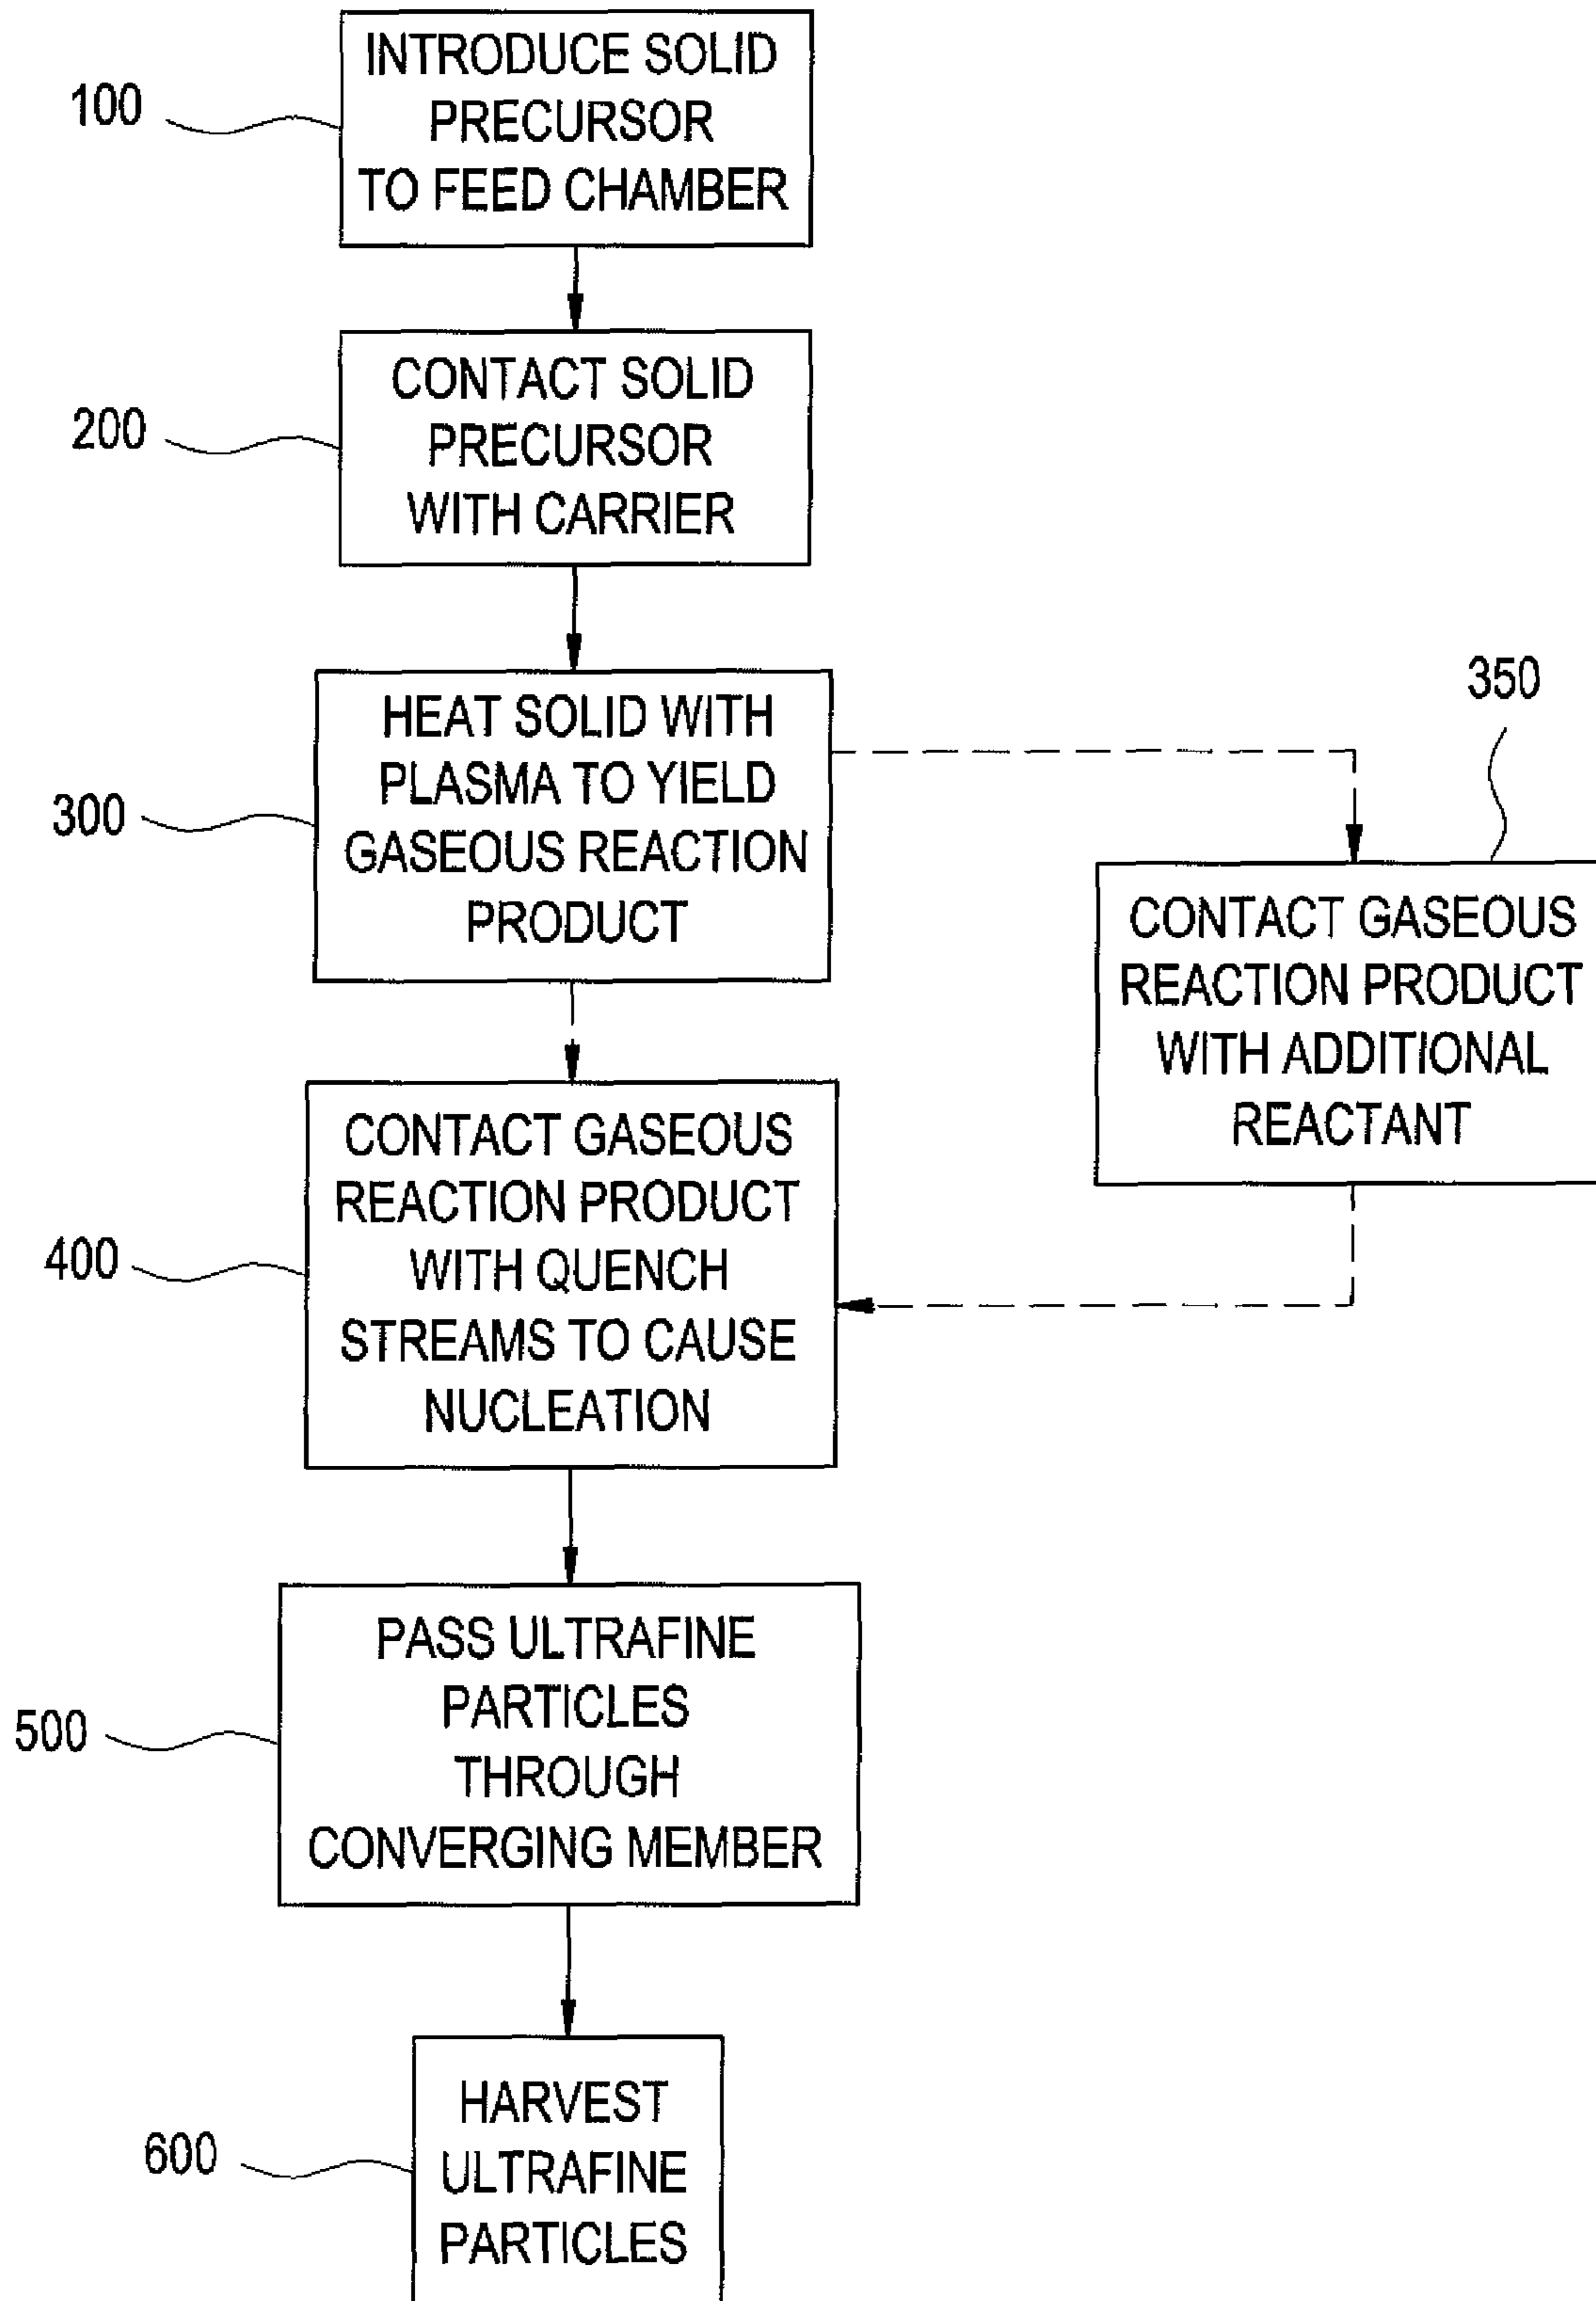 100
INTRODUCE SOLID
PRECURSOR
TO FEED CHAMBER
200
CONTACT SOLID
PRECURSOR
WITH CARRIER
300
HEAT SOLID WITH
PLASMA TO YIELD
GASEOUS REACTION
PRODUCT
350
CONTACT GASEOUS
REACTION PRODUCT
WITH ADDITIONAL
REACTANT
400
CONTACT GASEOUS
REACTION PRODUCT
WITH QUENCH
STREAMS TO CAUSE
NUCLEATION
500
PASS ULTRAFINE
PARTICLES
THROUGH
CONVERGING MEMBER
600
HARVEST
ULTRAFINE
PARTICLES